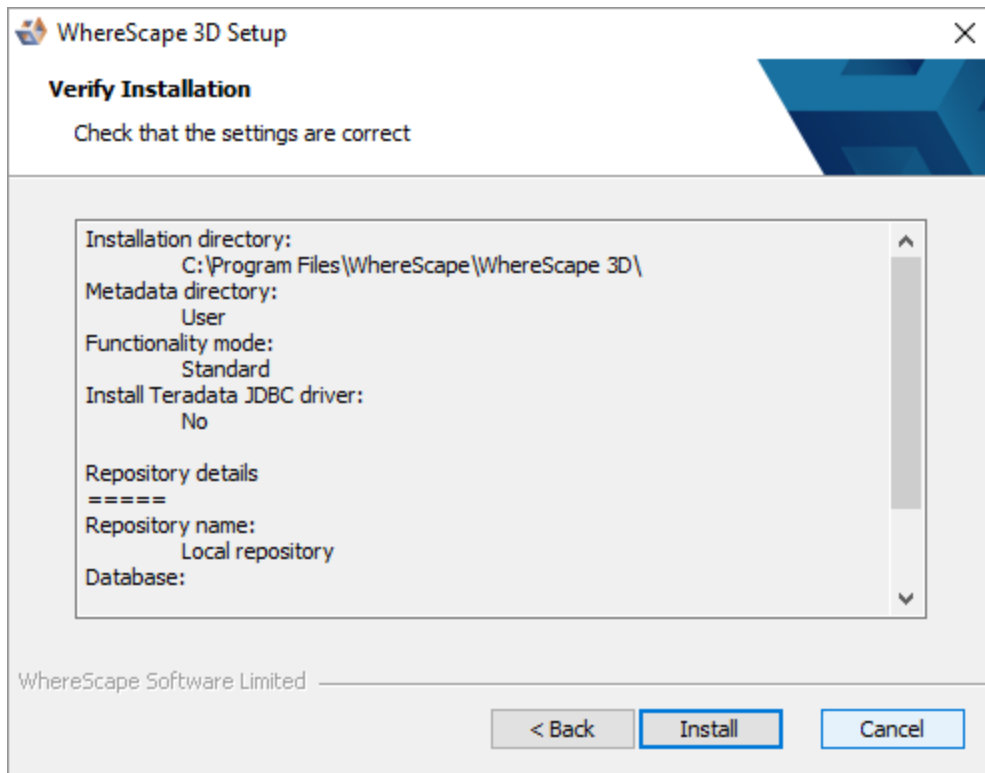 WhereScape 3D Setup
Verify Installation
Check that the settings are correct
Installation directory:
C:\Program Files\WhereScape\WhereScape 3D\
Metadata directory:
User
Functionality mode:
Standard
Install Teradata JDBC driver:
No
Repository details
=====
Repository name:
Local repository
Database:
WhereScape Software Limited
< Back Install Cancel